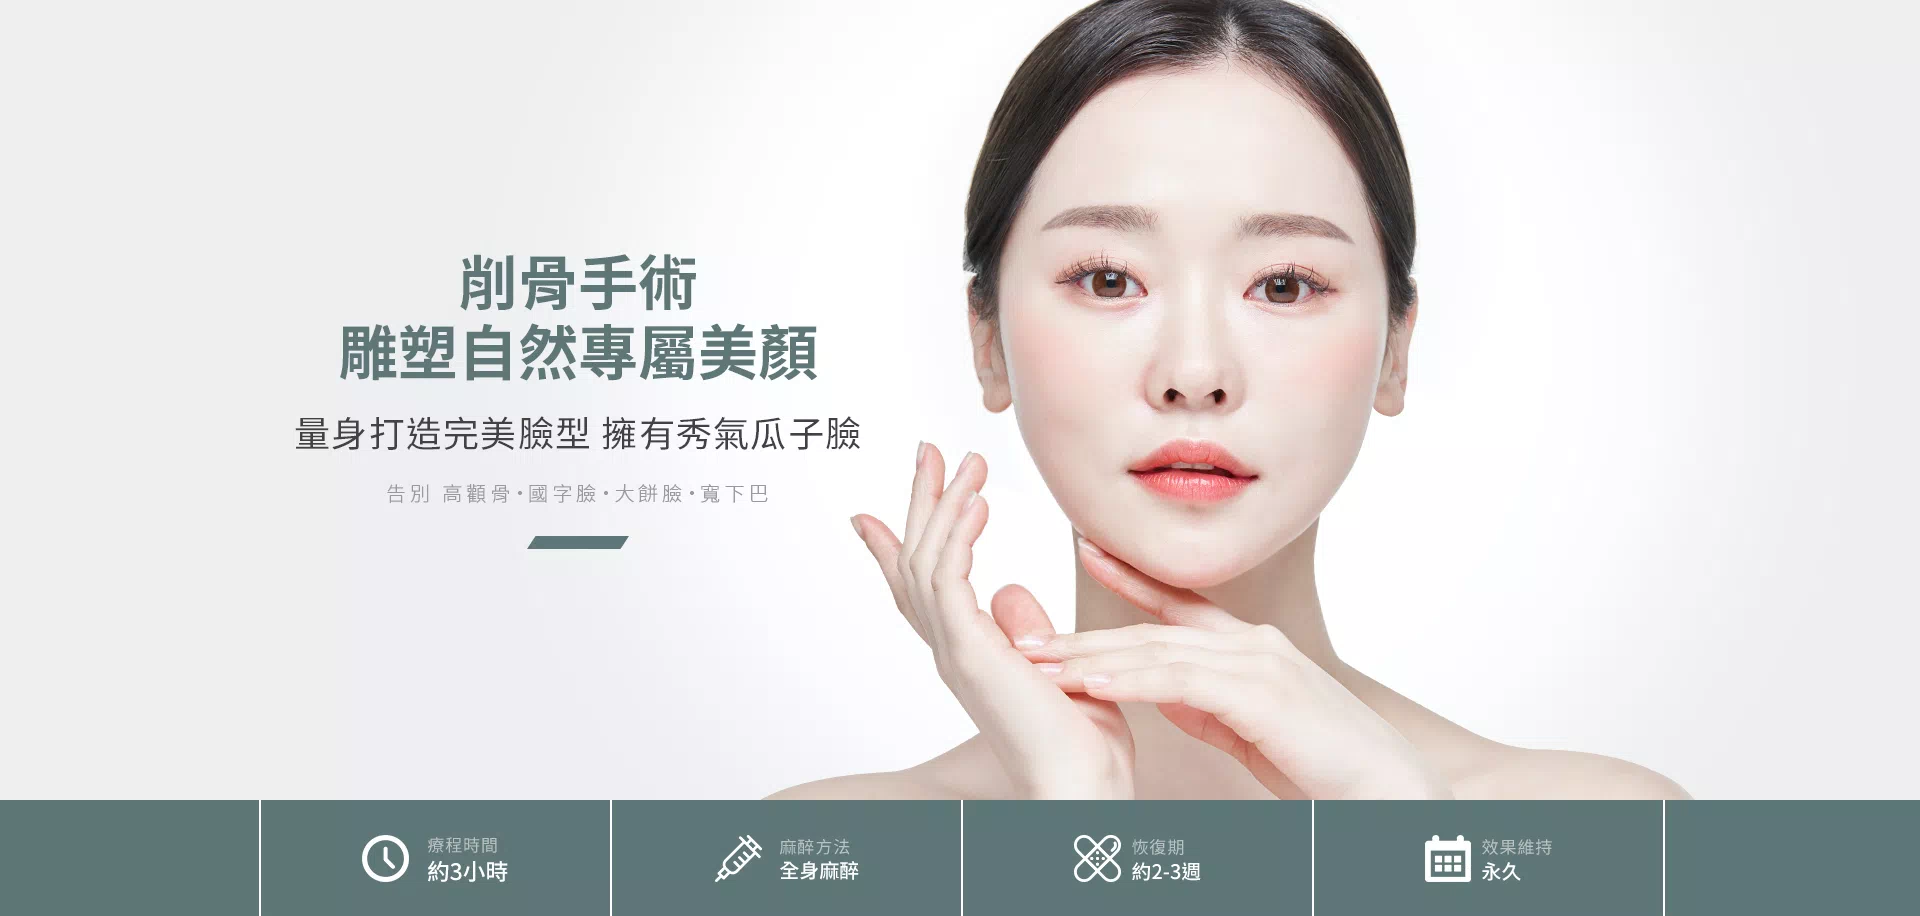 削骨手術
雕塑自然專屬美顏
量身打造完美臉型 擁有秀氣瓜子臉
告別 高顴骨•國字臉•大餅臉•寬下巴
療程時間
約3小時
麻醉方法
全身麻醉
恢復期
約2-3週
效果維持
永久